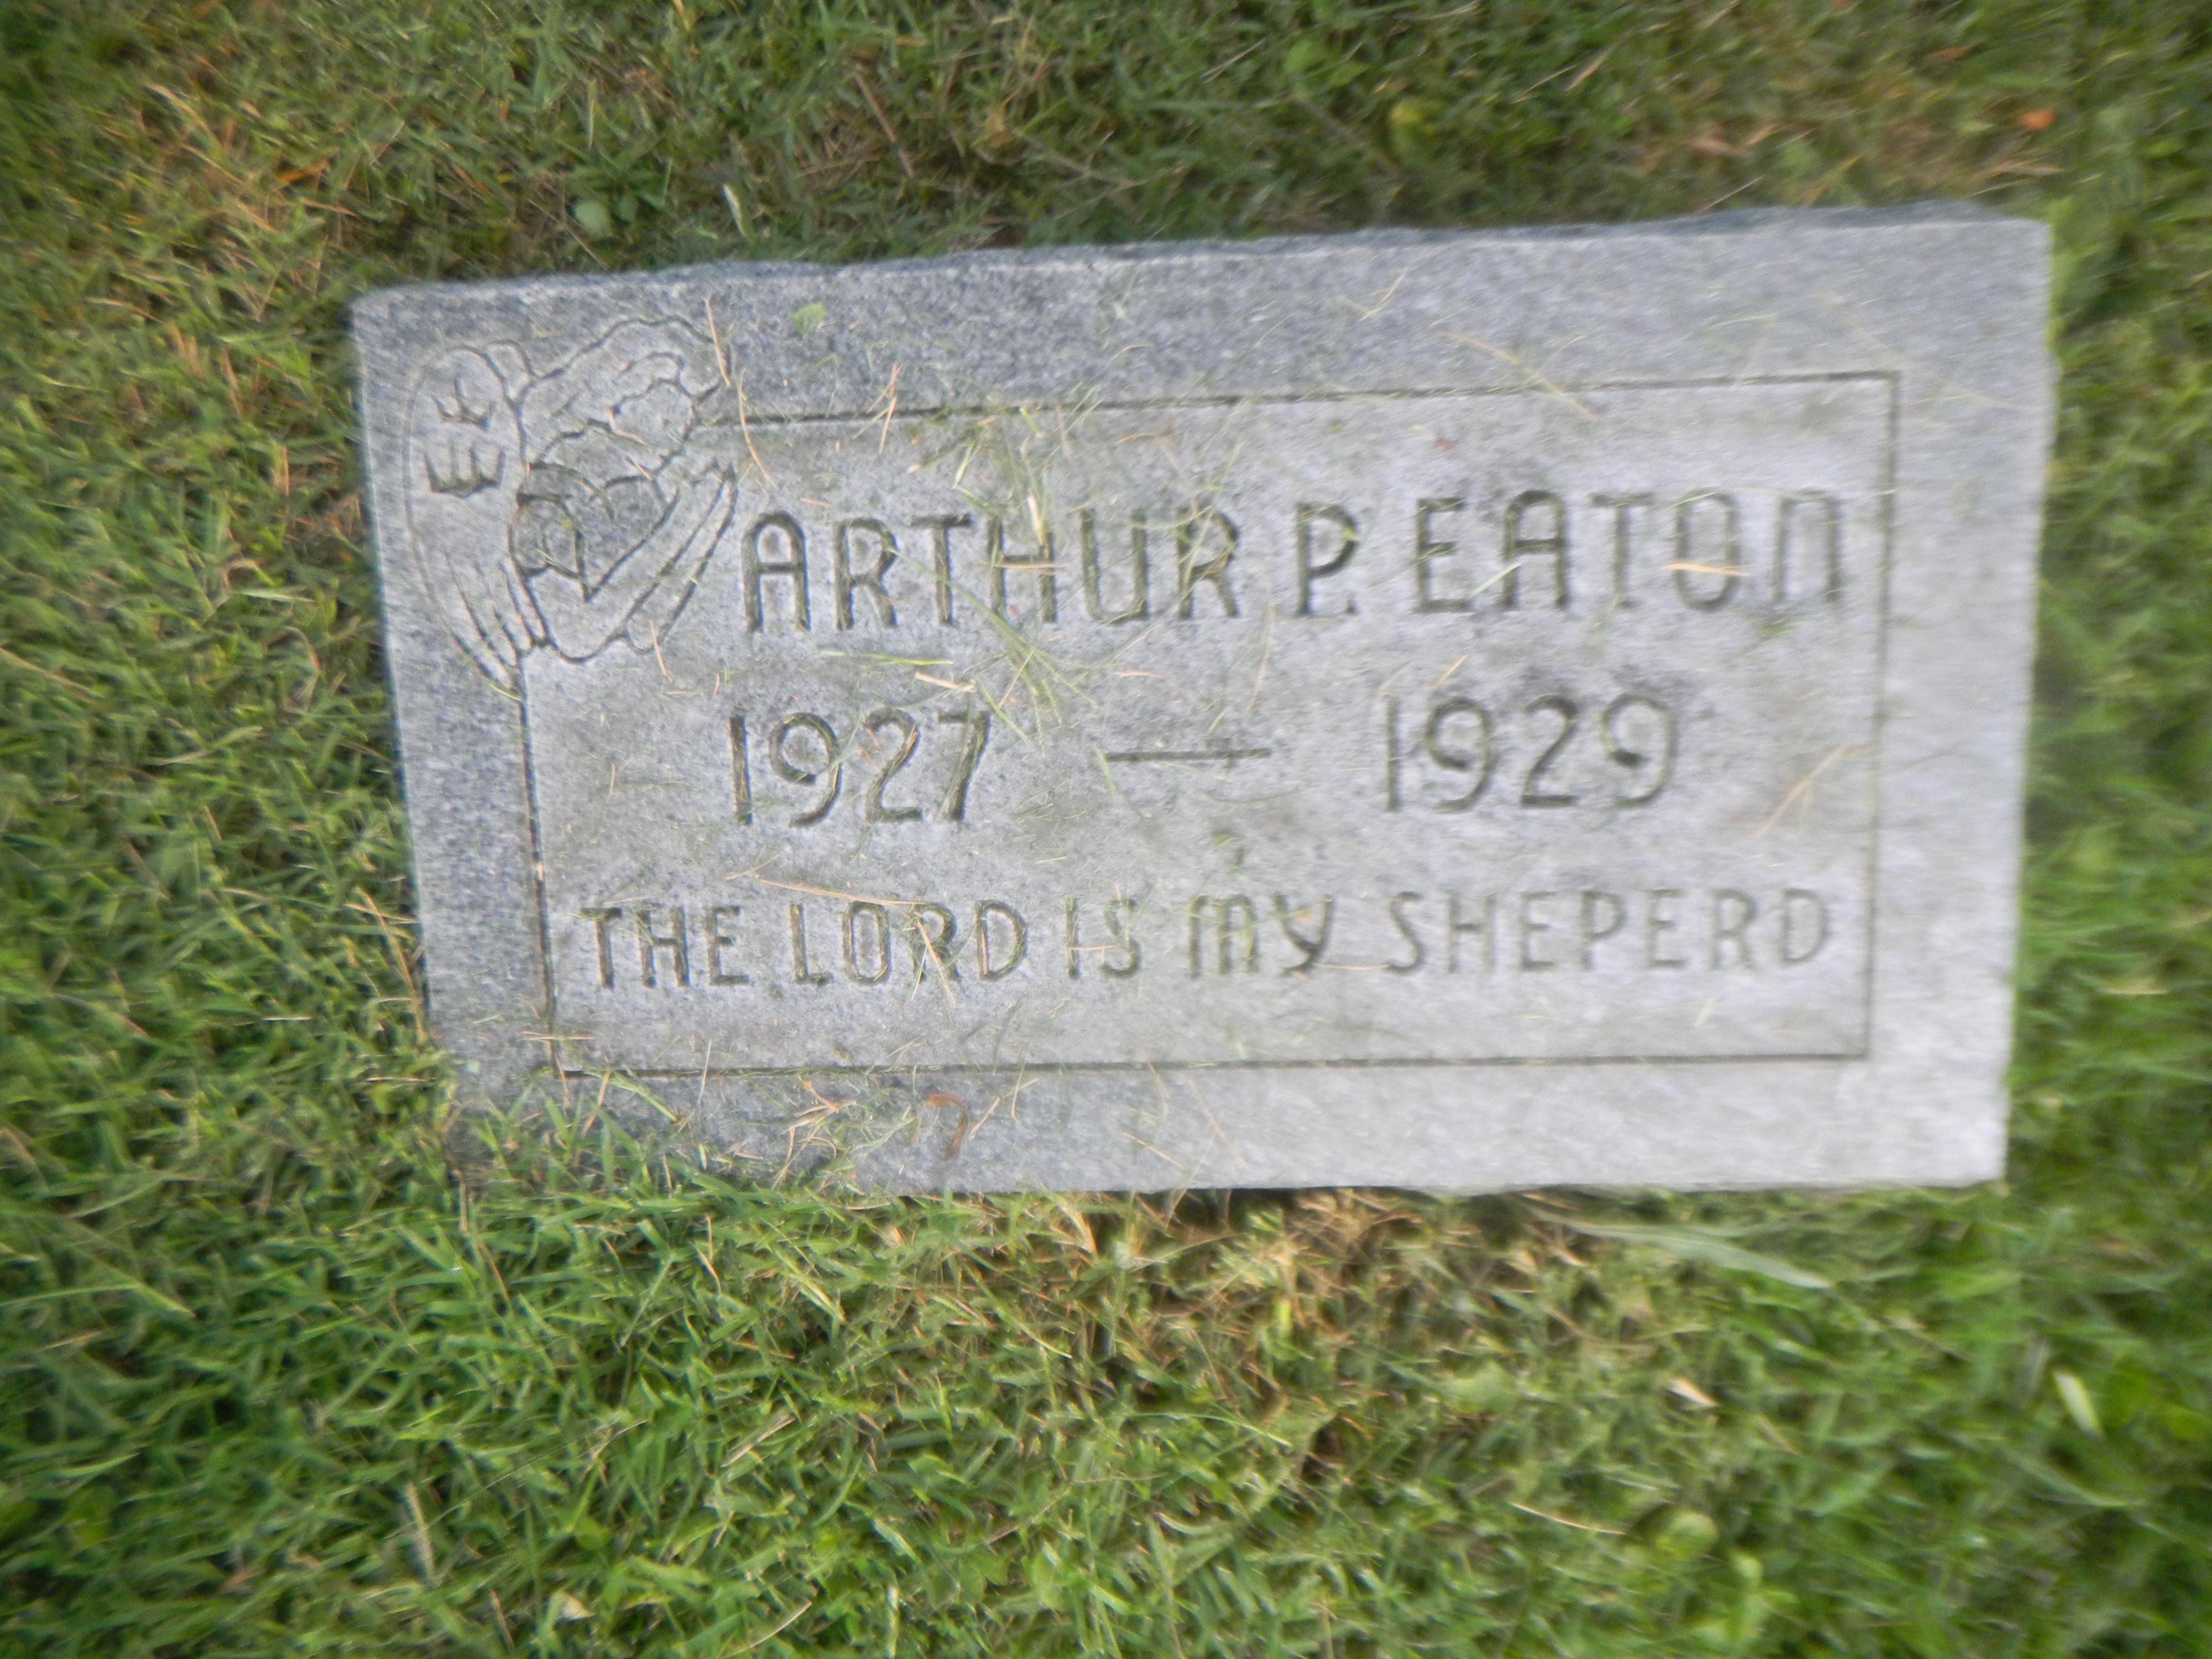 ARTHUR P. EATON
1927 — 1929
THE LORD IS MY SHEPERD